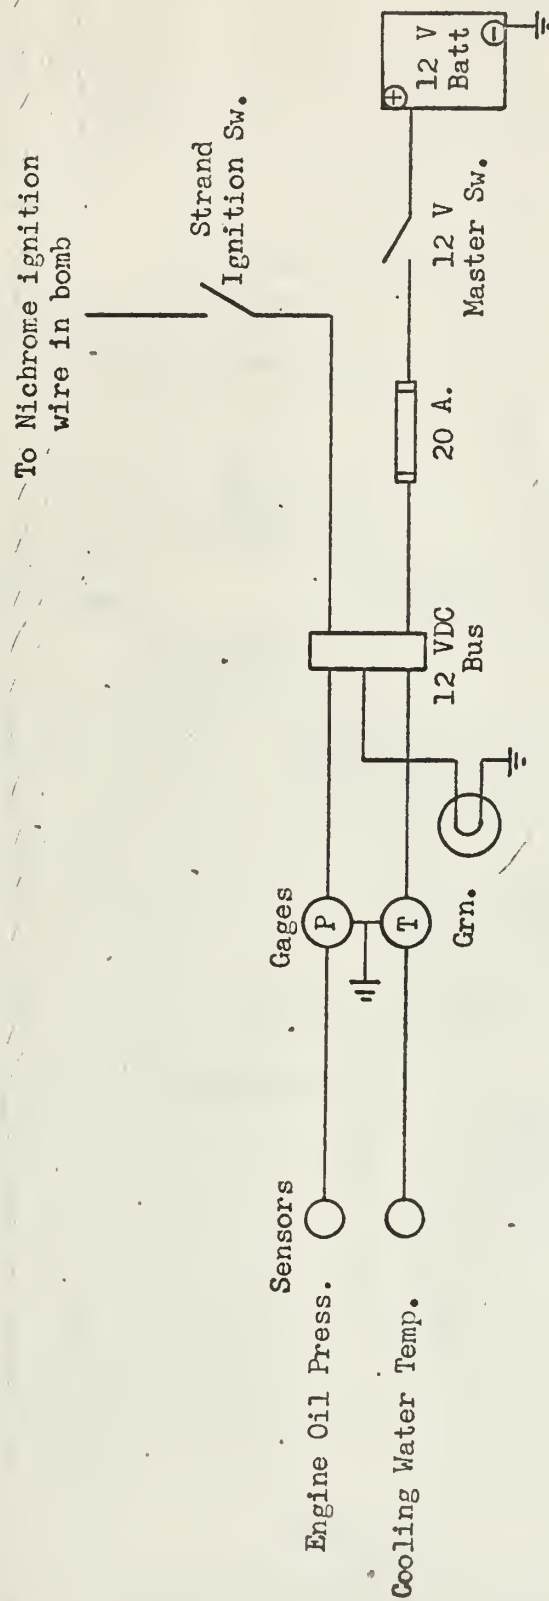 To Nichrome ignition
wire in bomb
Strand
Ignition Sw.
12 V
Batt
+
-
12 V
Master Sw.
20 A.
12 VDC
Bus
Gages
P
T
Grn.
Sensors
Engine Oil Press.
Cooling Water Temp.